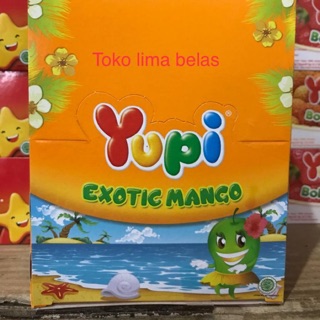 Toko lima belas
Yupi
EXOTIC MANGO